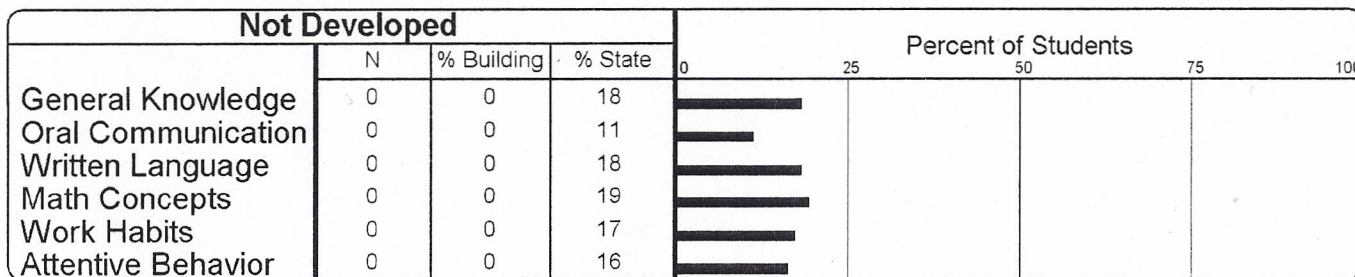 Not Developed
N % Building % State
Percent of Students
0 25 50 75 100
General Knowledge 0 0 18
Oral Communication 0 0 11
Written Language 0 0 18
Math Concepts 0 0 19
Work Habits 0 0 17
Attentive Behavior 0 0 16